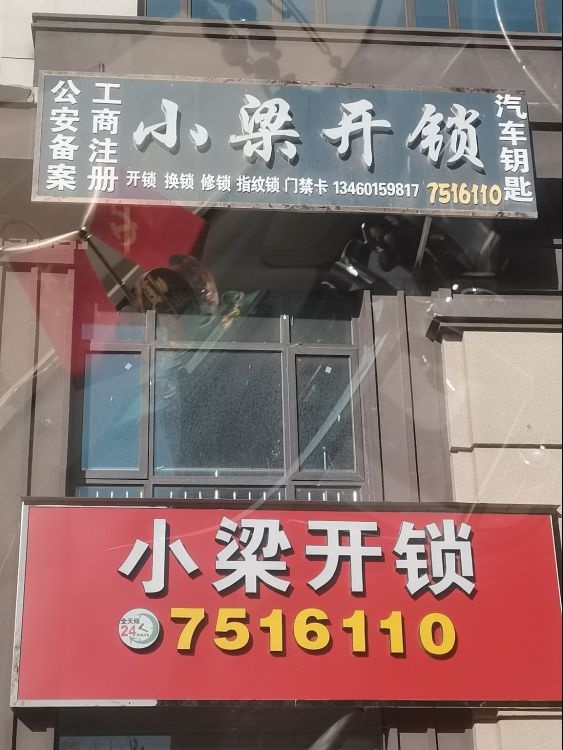 公安备案
工商注册
小梁开锁
汽车钥匙
开锁 换锁 修锁 指纹锁 门禁卡 13460159817 7516110
小梁开锁
全天候
24 hours
7516110